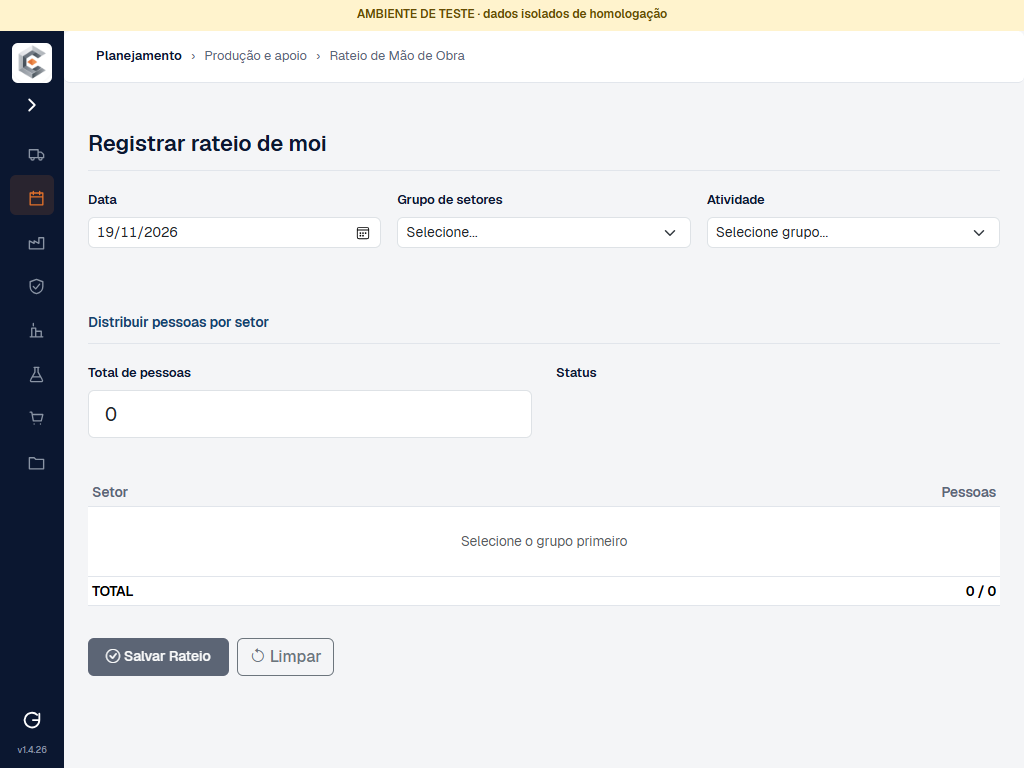 AMBIENTE DE TESTE · dados isolados de homologação
Planejamento › Produção e apoio › Rateio de Mão de Obra
Registrar rateio de moi
Data
Grupo de setores
Atividade
19/11/2026
Selecione...
Selecione grupo...
Distribuir pessoas por setor
Total de pessoas
Status
0
Setor
Pessoas
Selecione o grupo primeiro
TOTAL
0 / 0
Salvar Rateio
Limpar
v1.4.26